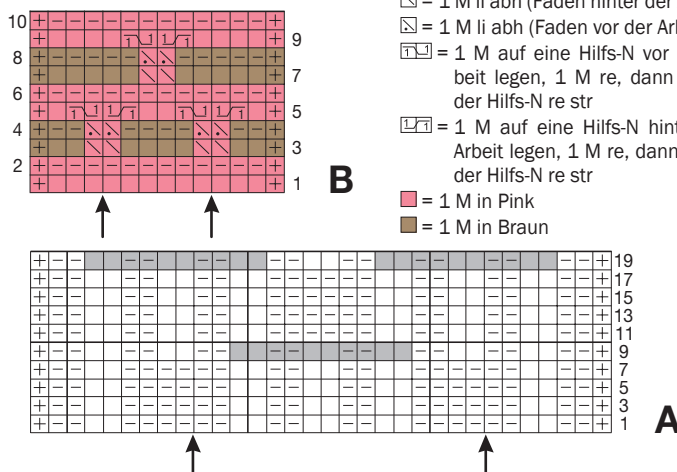 = 1 M li abh (Faden hinter der
= 1 M li abh (Faden vor der
= 1 M auf eine Hilfs-N vor
beit legen, 1 M re, dann
der Hilfs-N re str
= 1 M auf eine Hilfs-N
Arbeit legen, 1 M re, dann
der Hilfs-N re str
= 1 M in Pink
= 1 M in Braun
10
9
8
7
6
5
4
3
2
1
B
19
17
15
13
11
9
7
5
3
1
A